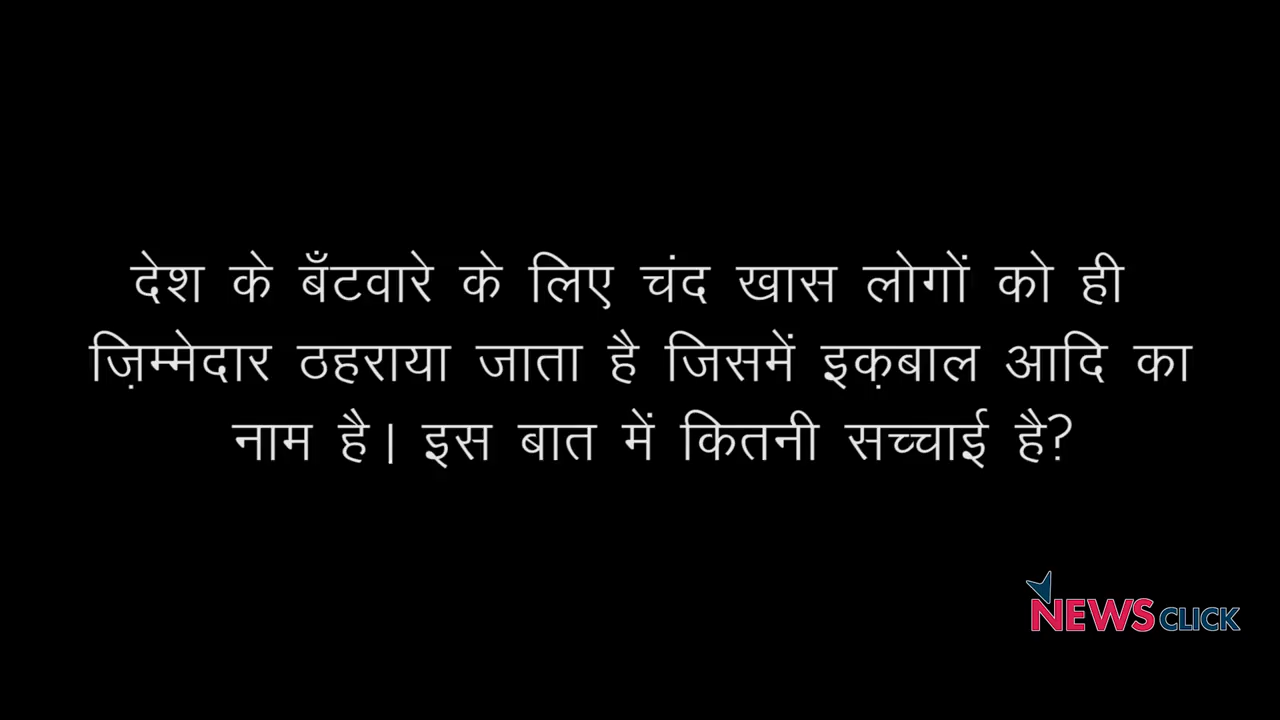 देश के बँटवारे के लिए चंद खास लोगों को ही
ज़िम्मेदार ठहराया जाता है जिसमें इक़बाल आदि का
नाम है। इस बात में कितनी सच्चाई है?
NEWSCLICK